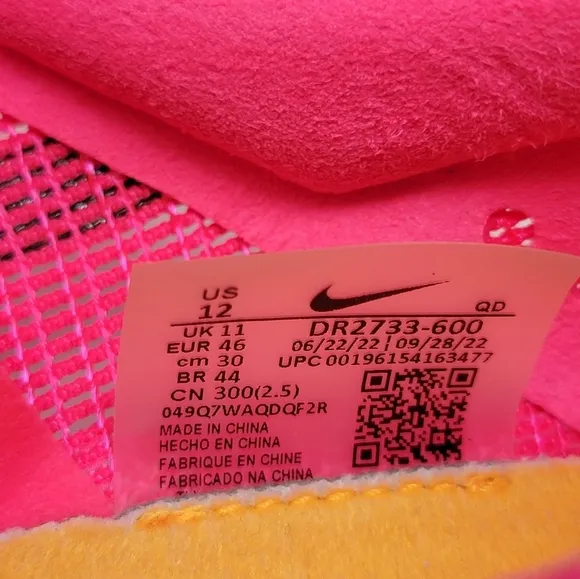 US
12
QD
UK 11
DR2733-600
EUR 46
06/22/22 | 09/28/22
cm 30
UPC 00196154163477
BR 44
CN 300(2.5)
049Q7WAQDQF2R
MADE IN CHINA
HECHO EN CHINA
FABRIQUE EN CHINE
FABRICADO NA CHINA